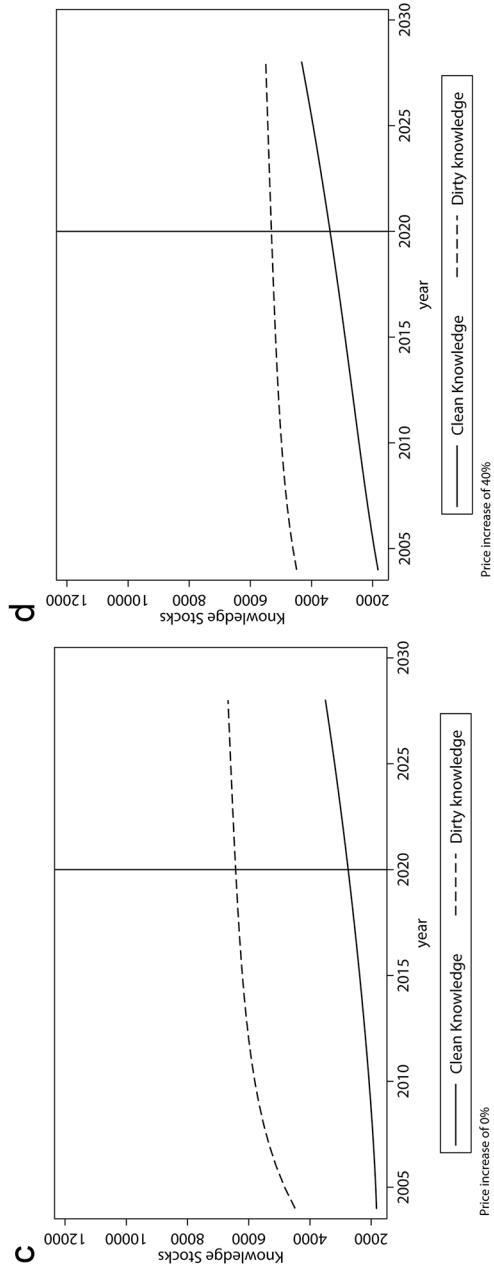 c
Knowledge Stocks
12000
10000
8000
6000
4000
2000
2005
2010
2015
2020
2025
2030
year
Clean Knowledge
Dirty knowledge
Price increase of 0%
d
Knowledge Stocks
12000
10000
8000
6000
4000
2000
2005
2010
2015
2020
2025
2030
year
Clean Knowledge
Dirty knowledge
Price increase of 40%